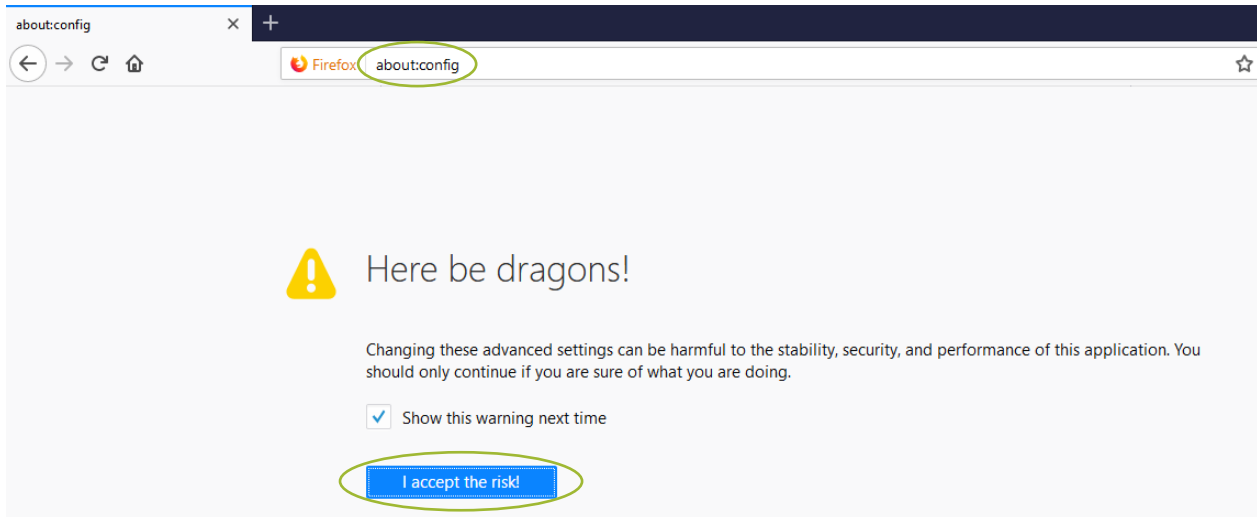 about:config
Firefox about:config
Here be dragons!
Changing these advanced settings can be harmful to the stability, security, and performance of this application. You
should only continue if you are sure of what you are doing.
Show this warning next time
I accept the risk!